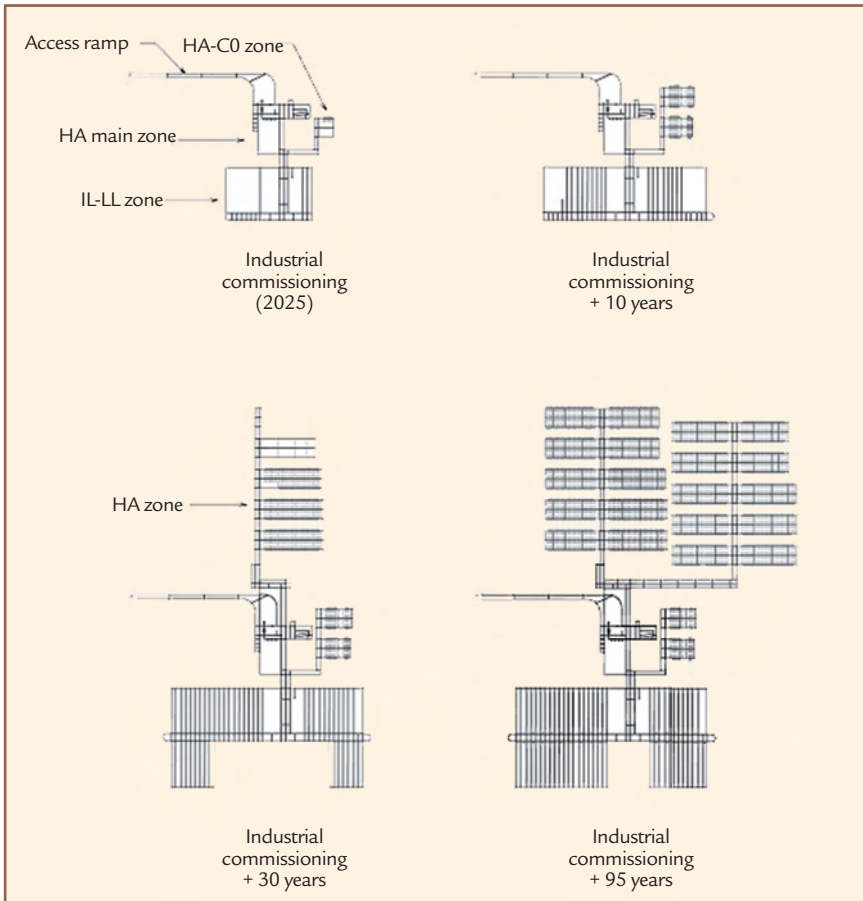 Access ramp
HA-C0 zone
HA main zone
IL-LL zone
Industrial
commissioning
(2025)
Industrial
commissioning
+ 10 years
HA zone
Industrial
commissioning
+ 30 years
Industrial
commissioning
+ 95 years